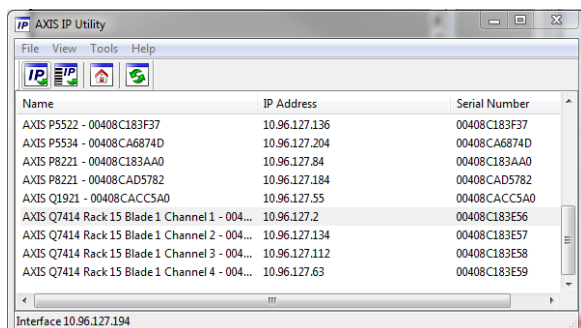 AXIS IP Utility
File View Tools Help
Name IP Address Serial Number
AXIS P5522 - 00408C183F37 10.96.127.136 00408C183F37
AXIS P5534 - 00408CA6874D 10.96.127.204 00408CA6874D
AXIS P8221 - 00408C183AA0 10.96.127.84 00408C183AA0
AXIS P8221 - 00408CAD5782 10.96.127.184 00408CAD5782
AXIS Q1921 - 00408CACC5A0 10.96.127.55 00408CACC5A0
AXIS Q7414 Rack 15 Blade 1 Channel 1 - 004... 10.96.127.2 00408C183E56
AXIS Q7414 Rack 15 Blade 1 Channel 2 - 004... 10.96.127.134 00408C183E57
AXIS Q7414 Rack 15 Blade 1 Channel 3 - 004... 10.96.127.112 00408C183E58
AXIS Q7414 Rack 15 Blade 1 Channel 4 - 004... 10.96.127.63 00408C183E59
Interface 10.96.127.194